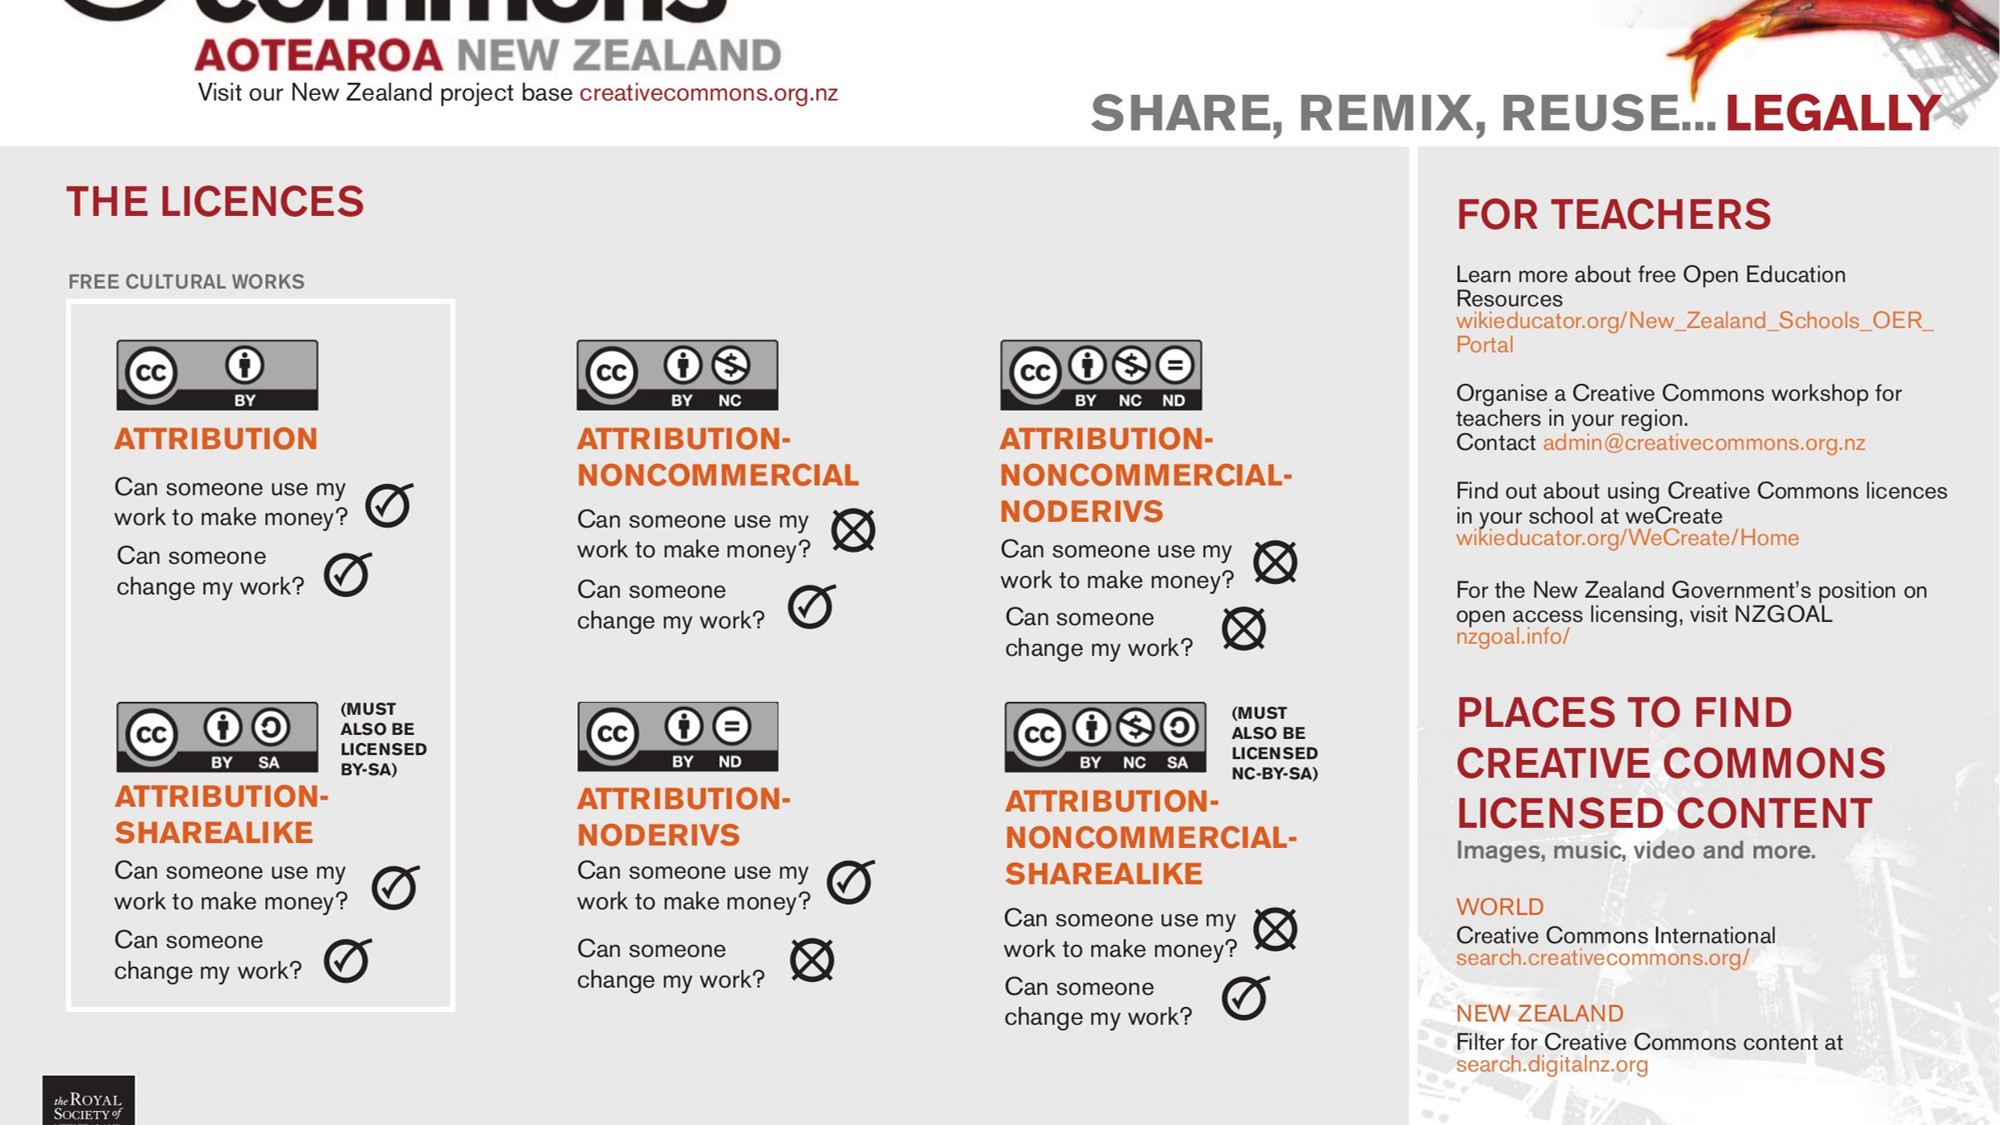 commons
AOTEAROA NEW ZEALAND
Visit our New Zealand project base creativecommons.org.nz
SHARE, REMIX, REUSE... LEGALLY
THE LICENCES
FREE CULTURAL WORKS
CC
BY
ATTRIBUTION
Can someone use my
work to make money?
Can someone
change my work?
CC
BY SA
(MUST
ALSO BE
LICENSED
BY-SA)
ATTRIBUTION-
SHAREALIKE
Can someone use my
work to make money?
Can someone
change my work?
CC
BY NC
ATTRIBUTION-
NONCOMMERCIAL
Can someone use my
work to make money?
Can someone
change my work?
CC
BY ND
ATTRIBUTION-
NODERIVS
Can someone use my
work to make money?
Can someone
change my work?
CC
BY NC ND
ATTRIBUTION-
NONCOMMERCIAL-
NODERIVS
Can someone use my
work to make money?
Can someone
change my work?
CC
BY NC SA
(MUST
ALSO BE
LICENSED
NC-BY-SA)
ATTRIBUTION-
NONCOMMERCIAL-
SHAREALIKE
Can someone use my
work to make money?
Can someone
change my work?
the ROYAL
SOCIETY of
FOR TEACHERS
Learn more about free Open Education
Resources
wikieducator.org/New_Zealand_Schools_OER_
Portal
Organise a Creative Commons workshop for
teachers in your region.
Contact admin@creativecommons.org.nz
Find out about using Creative Commons licences
in your school at weCreate
wikieducator.org/WeCreate/Home
For the New Zealand Government's position on
open access licensing, visit NZGOAL
nzgoal.info/
PLACES TO FIND
CREATIVE COMMONS
LICENSED CONTENT
Images, music, video and more.
WORLD
Creative Commons International
search.creativecommons.org/
NEW ZEALAND
Filter for Creative Commons content at
search.digitalnz.org